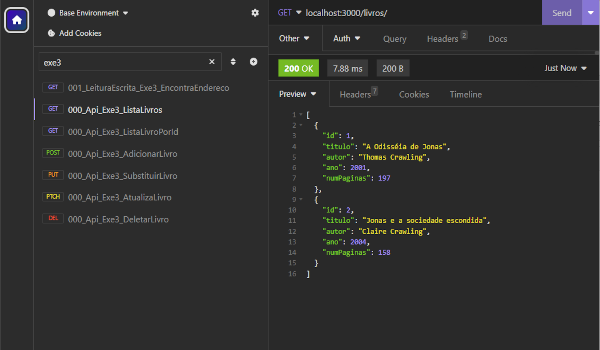 Base Environment
Add Cookies
exe3
GET 001_LeituraEscrita_Exe3_EncontraEndereco
GET 000_Api_Exe3_ListaLivros
GET 000_Api_Exe3_ListaLivroPorId
POST 000_Api_Exe3_AdicionarLivro
PUT 000_Api_Exe3_SubstituirLivro
PTCH 000_Api_Exe3_AtualizaLivro
DEL 000_Api_Exe3_DeletarLivro
GET localhost:3000/livros/ Send
Other Auth Query Headers 2 Docs
200 OK 7.88 ms 200 B Just Now
Preview Headers 7 Cookies Timeline
1 [
2 {
3 "id": 1,
4 "titulo": "A Odisséia de Jonas",
5 "autor": "Thomas Crawling",
6 "ano": 2001,
7 "numPaginas": 197
8 },
9 {
10 "id": 2,
11 "titulo": "Jonas e a sociedade escondida",
12 "autor": "Claire Crawling",
13 "ano": 2004,
14 "numPaginas": 158
15 }
16 ]